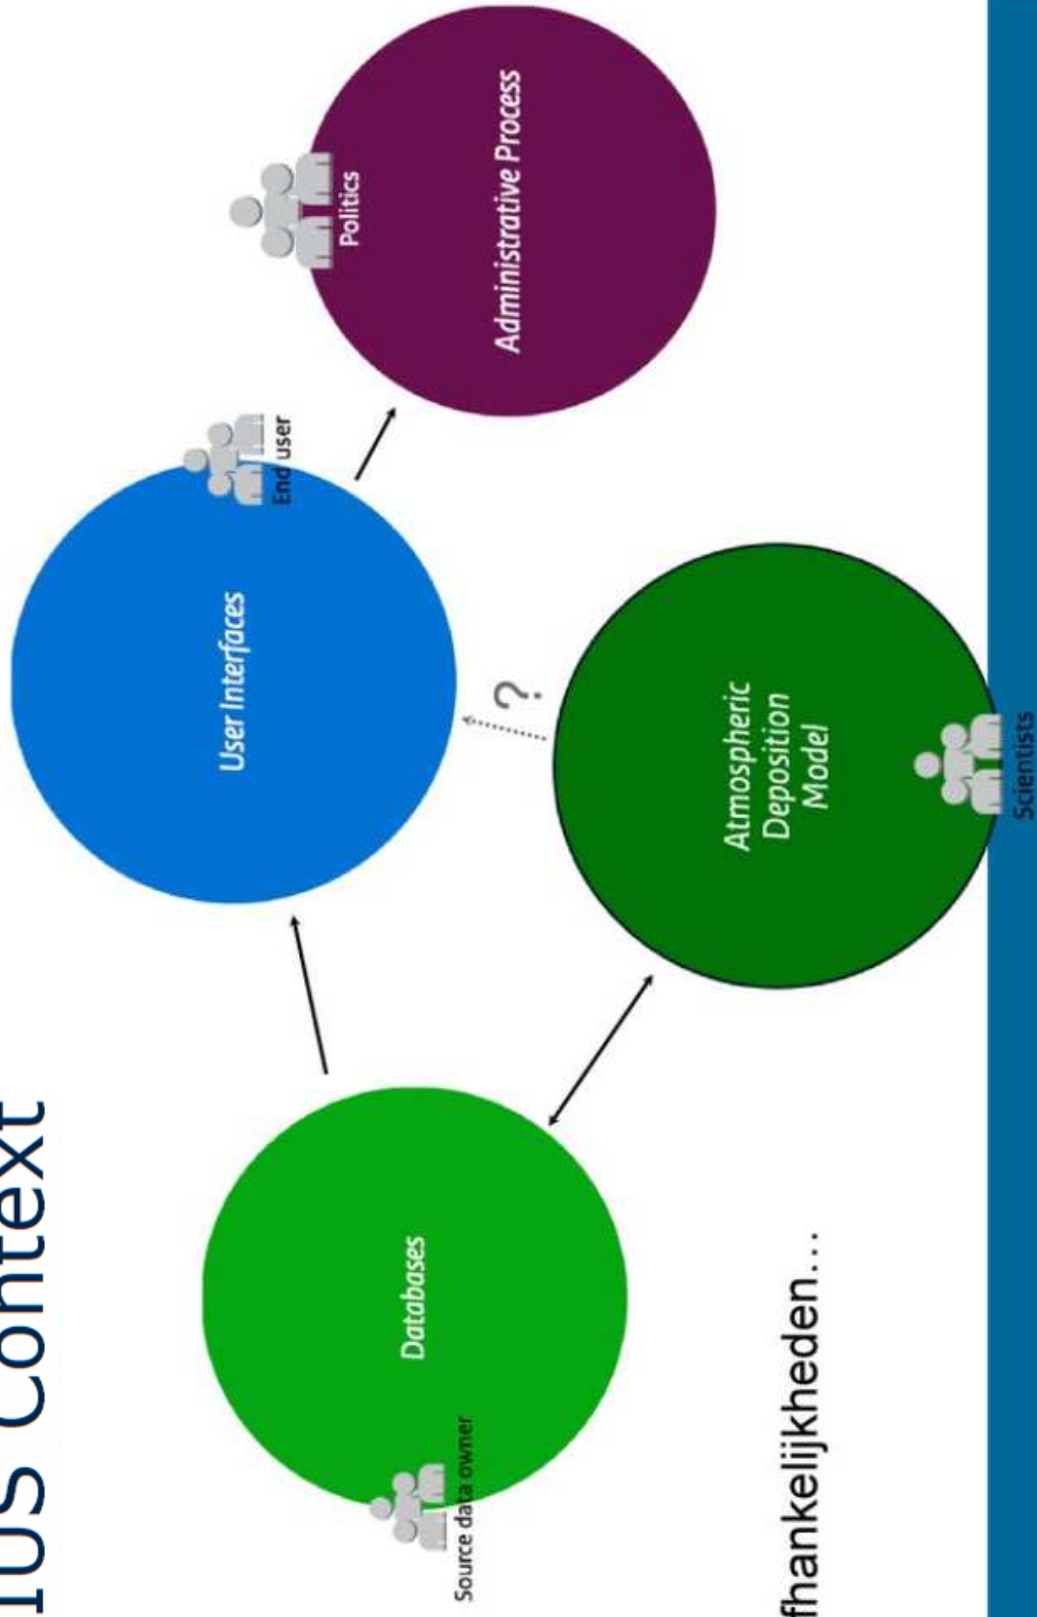 IUS Context
Politics
Administrative Process
End user
User Interfaces
?
Atmospheric
Deposition
Model
Scientists
Databases
Source data owner
fhankelijkheden...